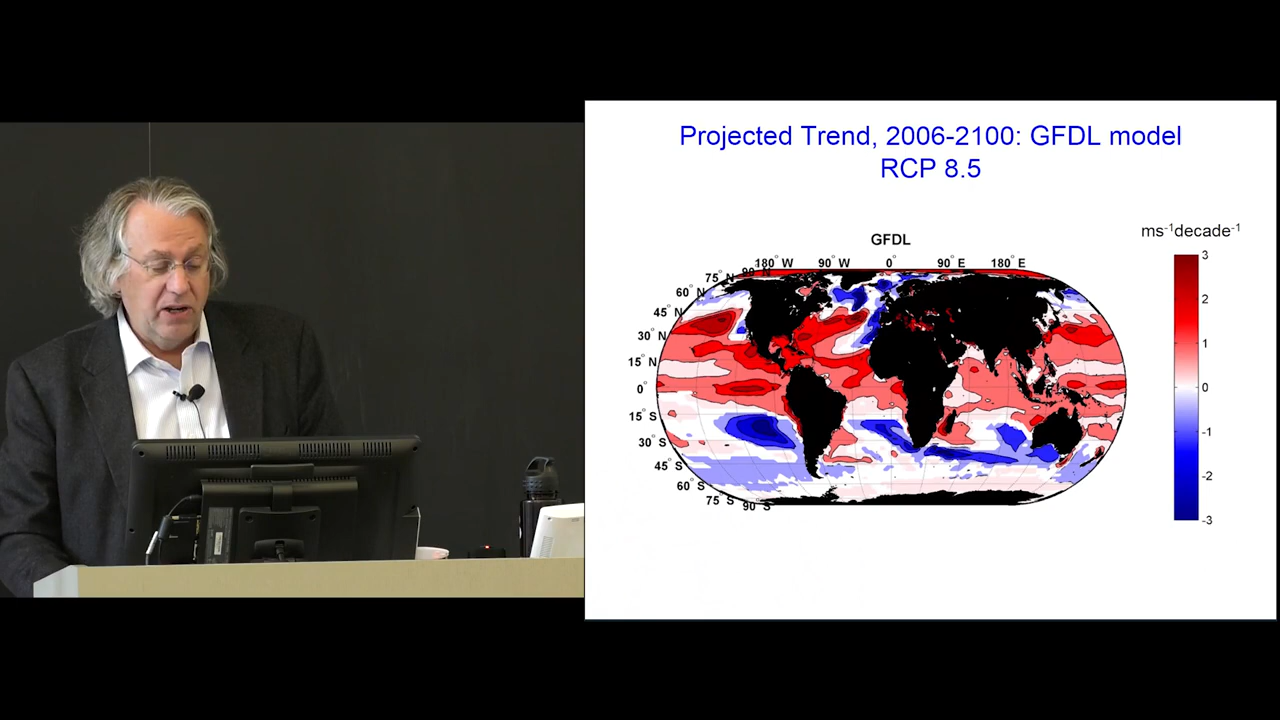 Projected Trend, 2006-2100: GFDL model
RCP 8.5
ms⁻¹decade⁻¹
GFDL
180° W 90° W 0° 90° E 180° E
90° N
75° N
60° N
45° N
30° N
15° N
0°
15° S
30° S
45° S
60° S
75° S
90° S
3
2
1
0
-1
-2
-3